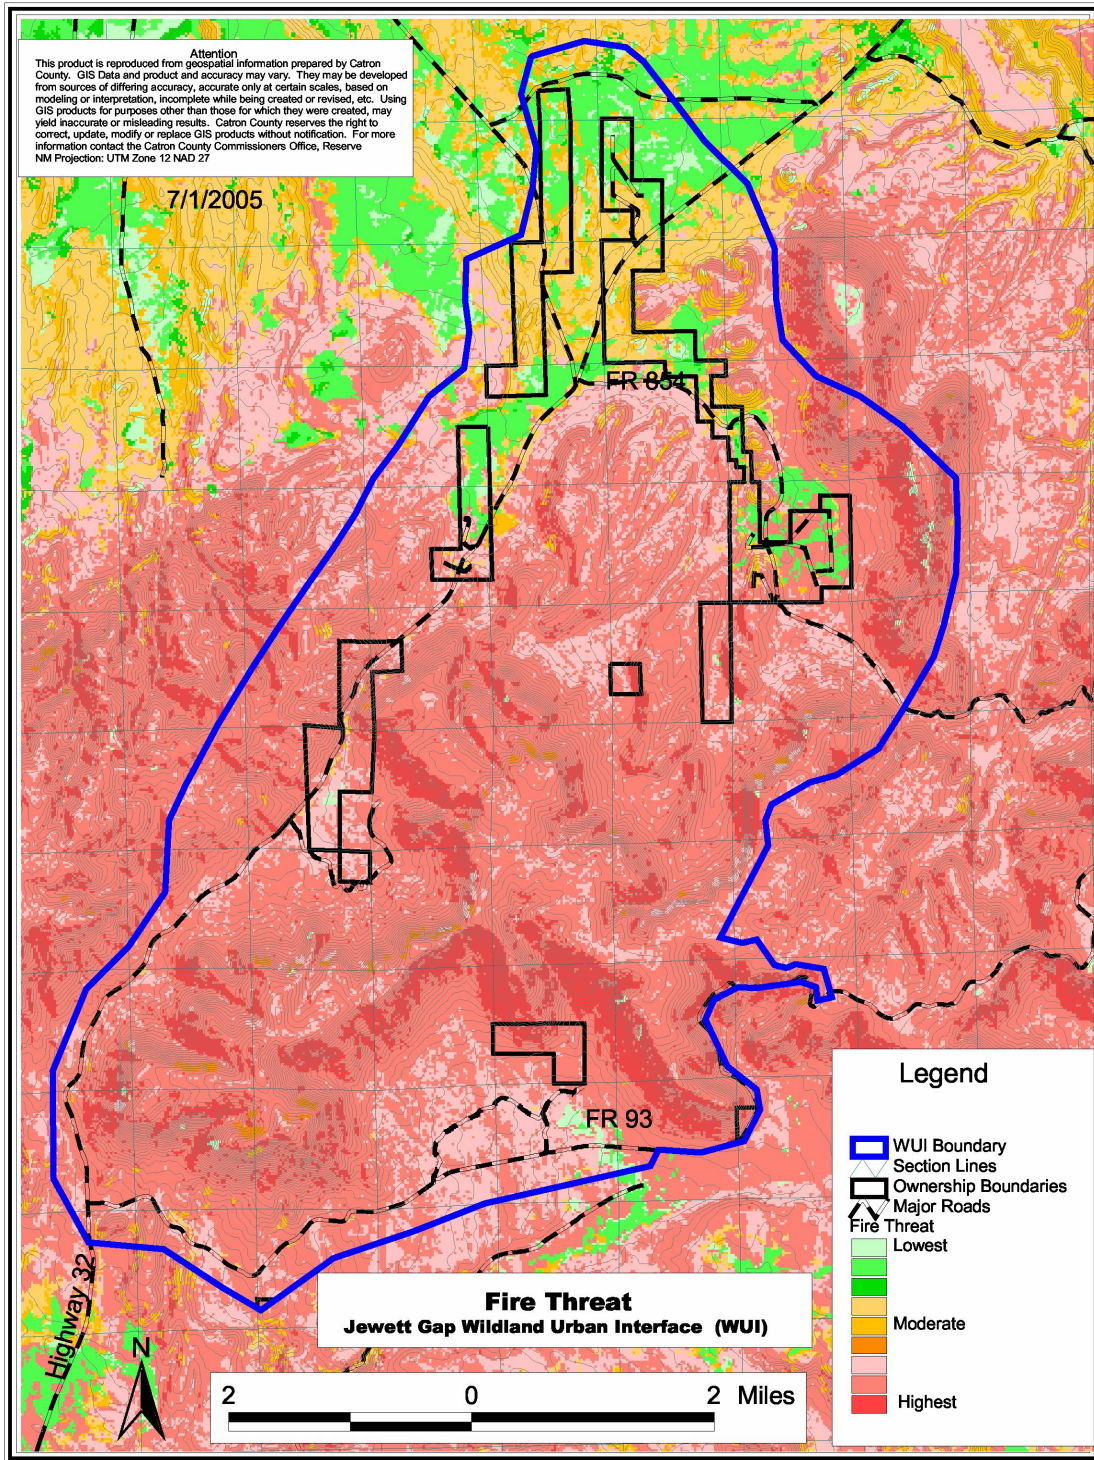 Attention
This product is reproduced from geospatial information prepared by Catron
County.  GIS Data and product and accuracy may vary.  They may be developed
from sources of differing accuracy, accurate only at certain scales, based on
modeling or interpretation, incomplete while being created or revised, etc.  Using
GIS products for purposes other than those for which they were created, may
yield inaccurate or misleading results.  Catron County reserves the right to
correct, update, modify or replace GIS products without notification.  For more
information contact the Catron County Commissioners Office, Reserve
NM Projection: UTM Zone 12 NAD 27
7/1/2005
FR 854
FR 93
Highway 32
Legend
WUI Boundary
Section Lines
Ownership Boundaries
Major Roads
Fire Threat
Lowest
Moderate
Highest
Fire Threat
Jewett Gap Wildland Urban Interface (WUI)
N
2 0 2 Miles